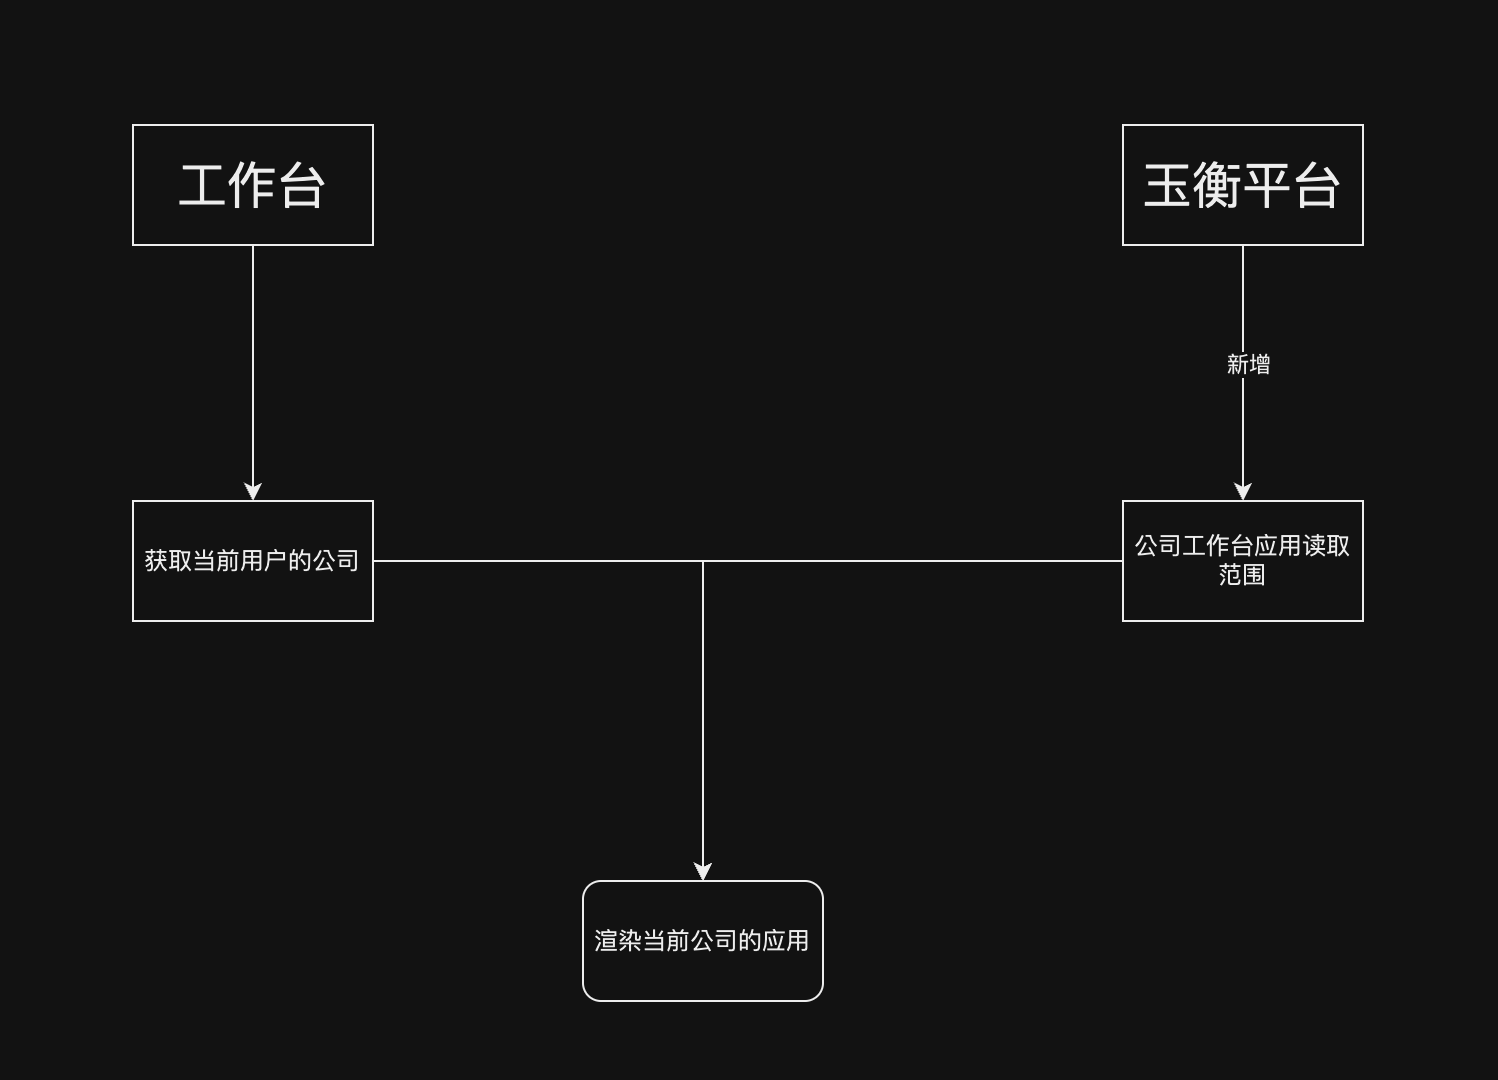 工作台
玉衡平台
新增
获取当前用户的公司
公司工作台应用读取
范围
渲染当前公司的应用